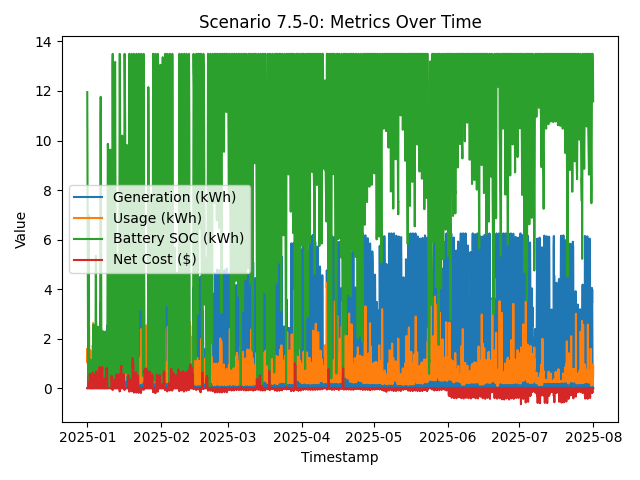 Scenario 7.5-0: Metrics Over Time
14
12
10
8
6
4
2
0
Value
Generation (kWh)
Usage (kWh)
Battery SOC (kWh)
Net Cost ($)
2025-01 2025-02 2025-03 2025-04 2025-05 2025-06 2025-07 2025-08
Timestamp